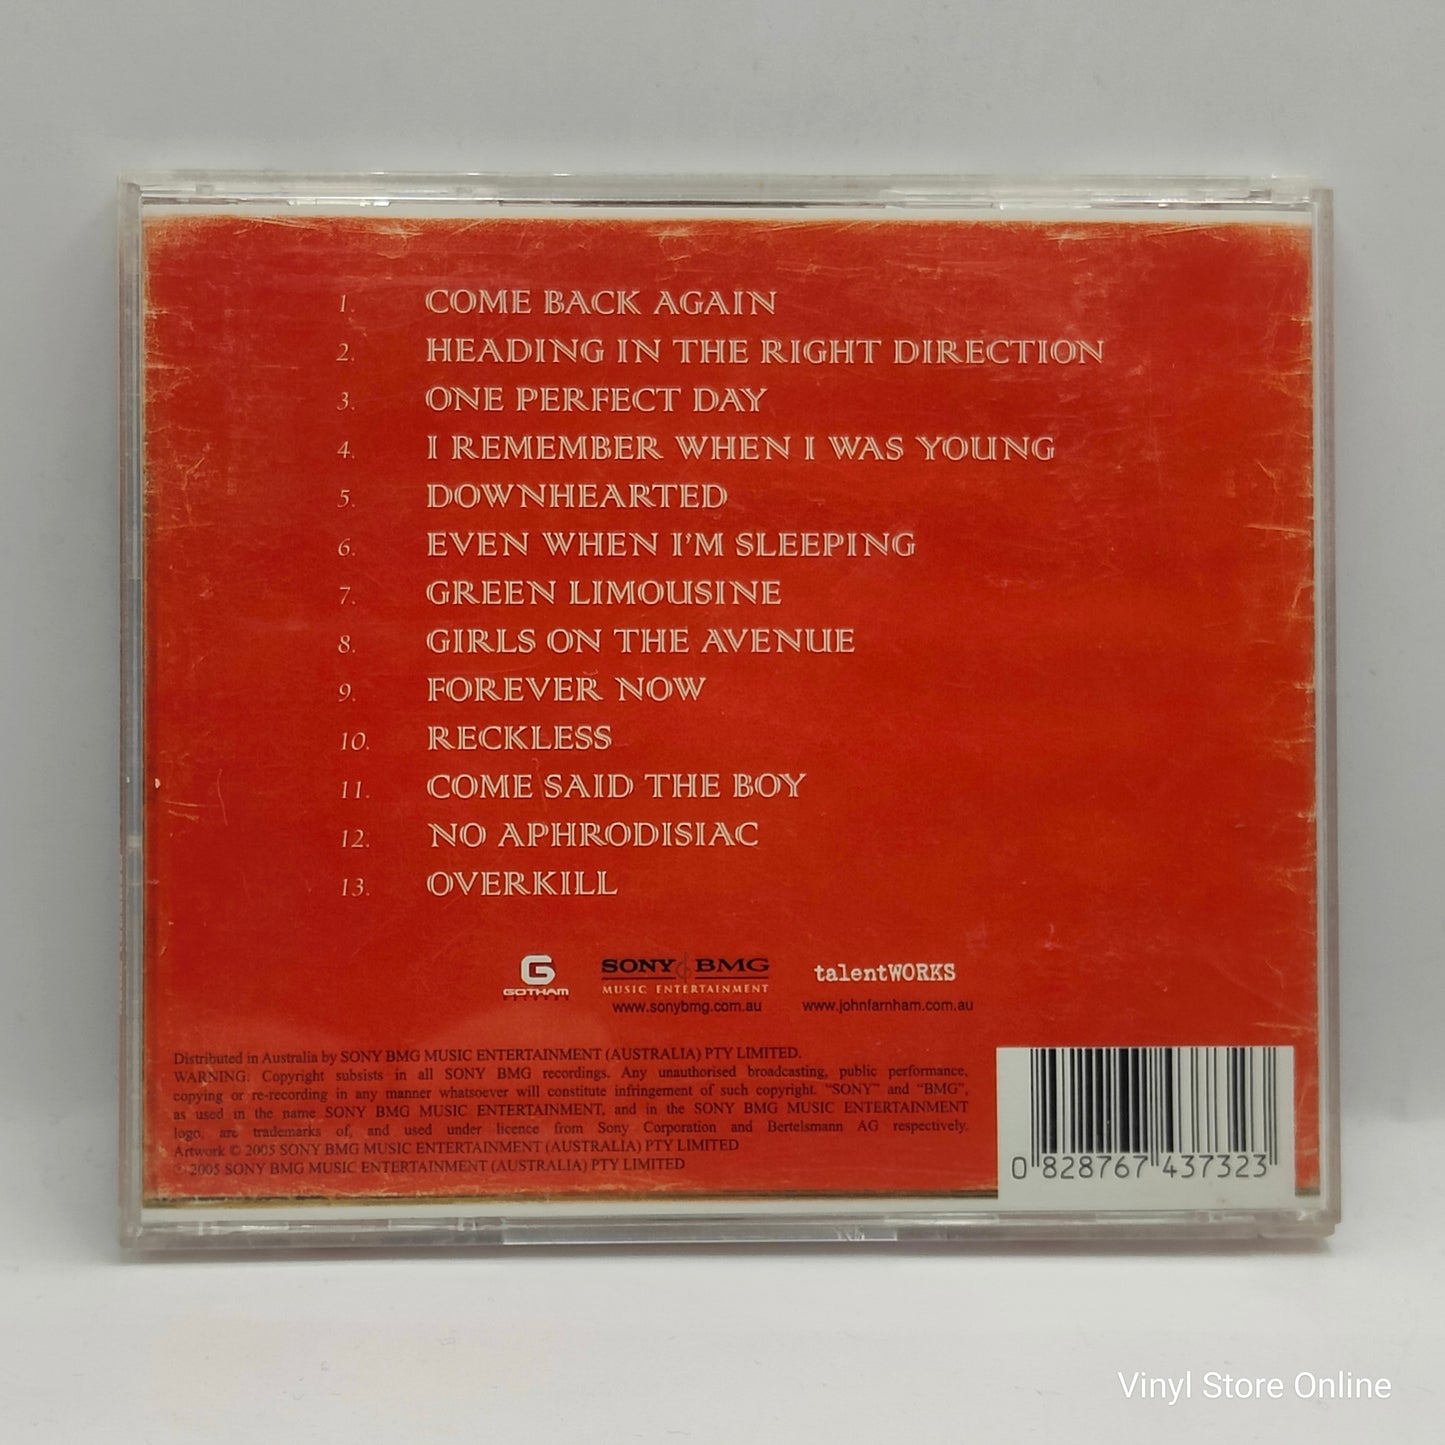 1. COME BACK AGAIN
2. HEADING IN THE RIGHT DIRECTION
3. ONE PERFECT DAY
4. I REMEMBER WHEN I WAS YOUNG
5. DOWNHEARTED
6. EVEN WHEN I'M SLEEPING
7. GREEN LIMOUSINE
8. GIRLS ON THE AVENUE
9. FOREVER NOW
10. RECKLESS
11. COME SAID THE BOY
12. NO APHRODISIAC
13. OVERKILL
G
GOTHAM
RECORDS
SONY BMG
MUSIC ENTERTAINMENT
www.sonybmg.com.au
talentWORKS
www.johnfarnham.com.au
Distributed in Australia by SONY BMG MUSIC ENTERTAINMENT (AUSTRALIA) PTY LIMITED.
WARNING: Copyright subsists in all SONY BMG recordings. Any unauthorised broadcasting, public performance,
copying or re-recording in any manner whatsoever will constitute infringement of such copyright. "SONY" and "BMG",
as used in the name SONY BMG MUSIC ENTERTAINMENT, and in the SONY BMG MUSIC ENTERTAINMENT
logo, are trademarks of, and used under licence from Sony Corporation and Bertelsmann AG respectively.
Artwork © 2005 SONY BMG MUSIC ENTERTAINMENT (AUSTRALIA) PTY LIMITED
℗ 2005 SONY BMG MUSIC ENTERTAINMENT (AUSTRALIA) PTY LIMITED
0 828767 437323
Vinyl Store Online